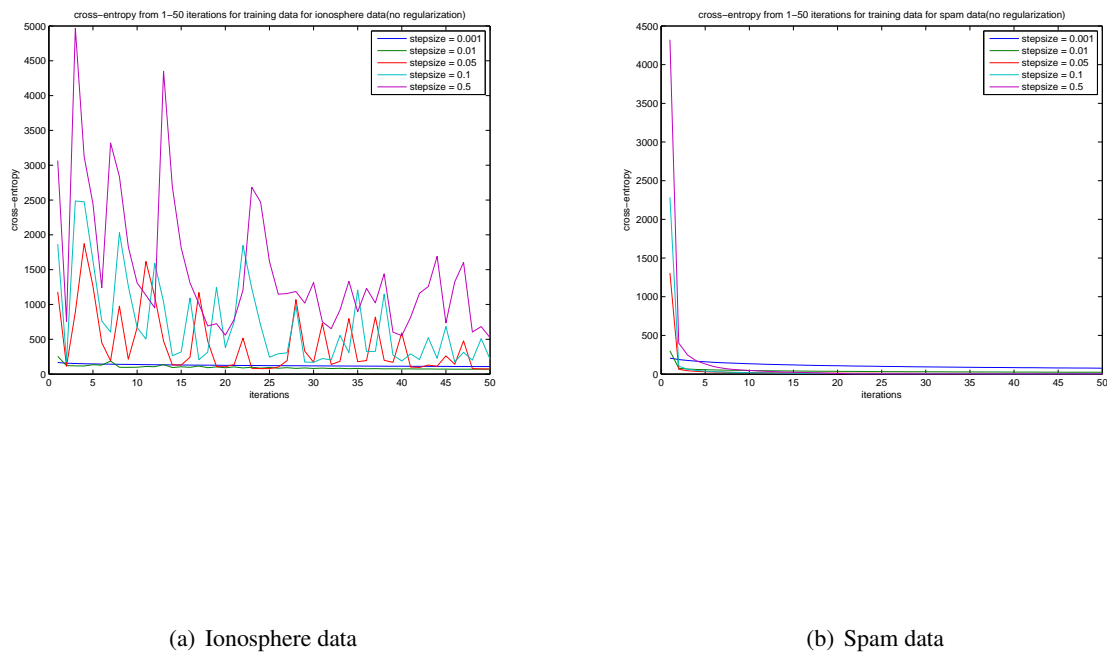 cross−entropy from 1−50 iterations for training data for ionosphere data(no regularization)
5000
4500
4000
3500
3000
2500
2000
1500
1000
500
0
cross−entropy
0 5 10 15 20 25 30 35 40 45 50
iterations
stepsize = 0.001
stepsize = 0.01
stepsize = 0.05
stepsize = 0.1
stepsize = 0.5
(a) Ionosphere data
cross−entropy from 1−50 iterations for training data for spam data(no regularization)
4500
4000
3500
3000
2500
2000
1500
1000
500
0
cross−entropy
0 5 10 15 20 25 30 35 40 45 50
iterations
stepsize = 0.001
stepsize = 0.01
stepsize = 0.05
stepsize = 0.1
stepsize = 0.5
(b) Spam data